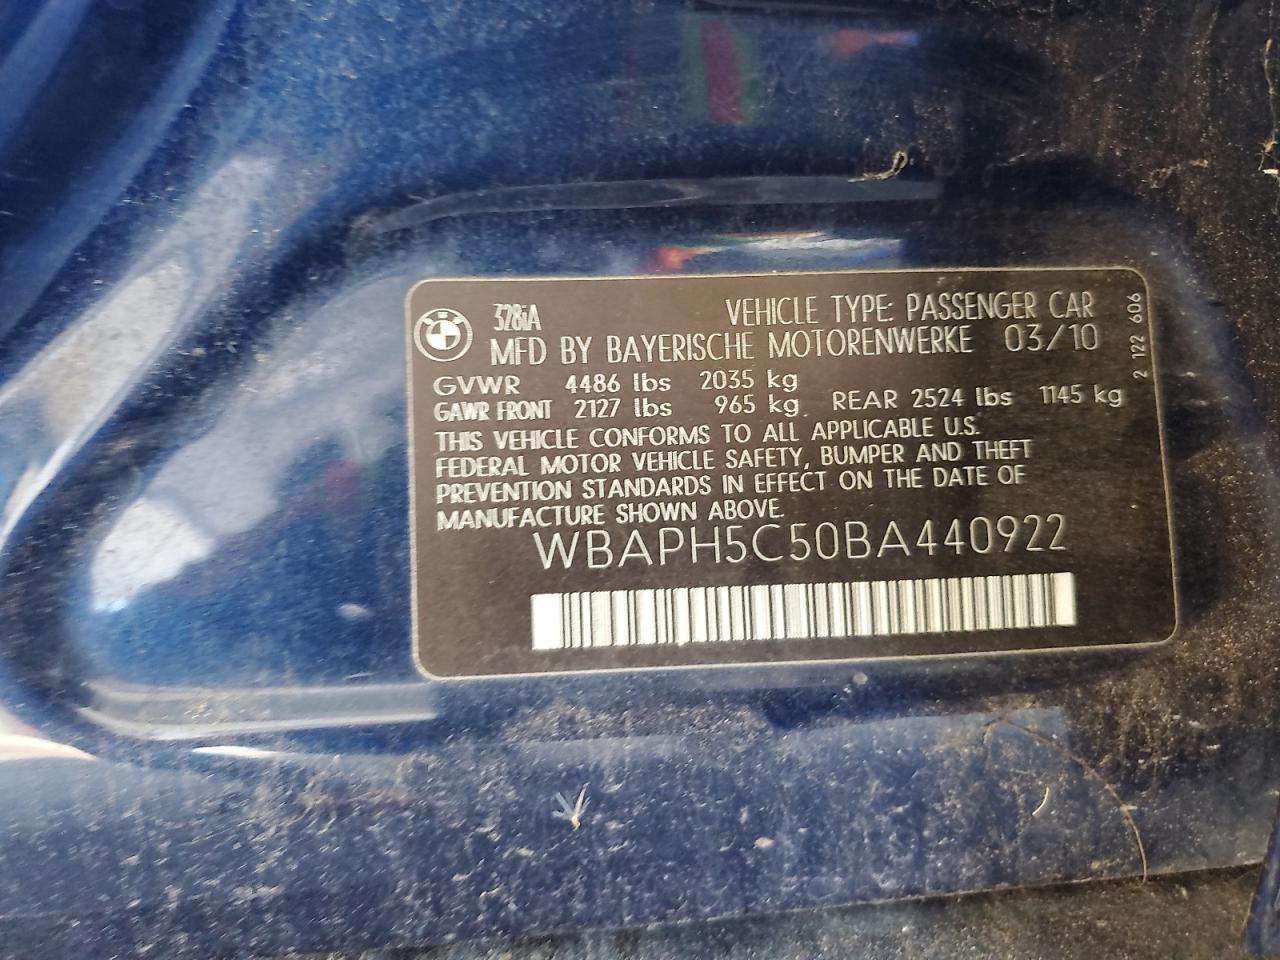 328iA VEHICLE TYPE: PASSENGER CAR
MFD BY BAYERISCHE MOTORENWERKE 03/10
GVWR 4486 lbs 2035 kg
GAWR FRONT 2127 lbs 965 kg REAR 2524 lbs 1145 kg
THIS VEHICLE CONFORMS TO ALL APPLICABLE U.S.
FEDERAL MOTOR VEHICLE SAFETY, BUMPER AND THEFT
PREVENTION STANDARDS IN EFFECT ON THE DATE OF
MANUFACTURE SHOWN ABOVE.
WBAPH5C50BA440922
2 122 606